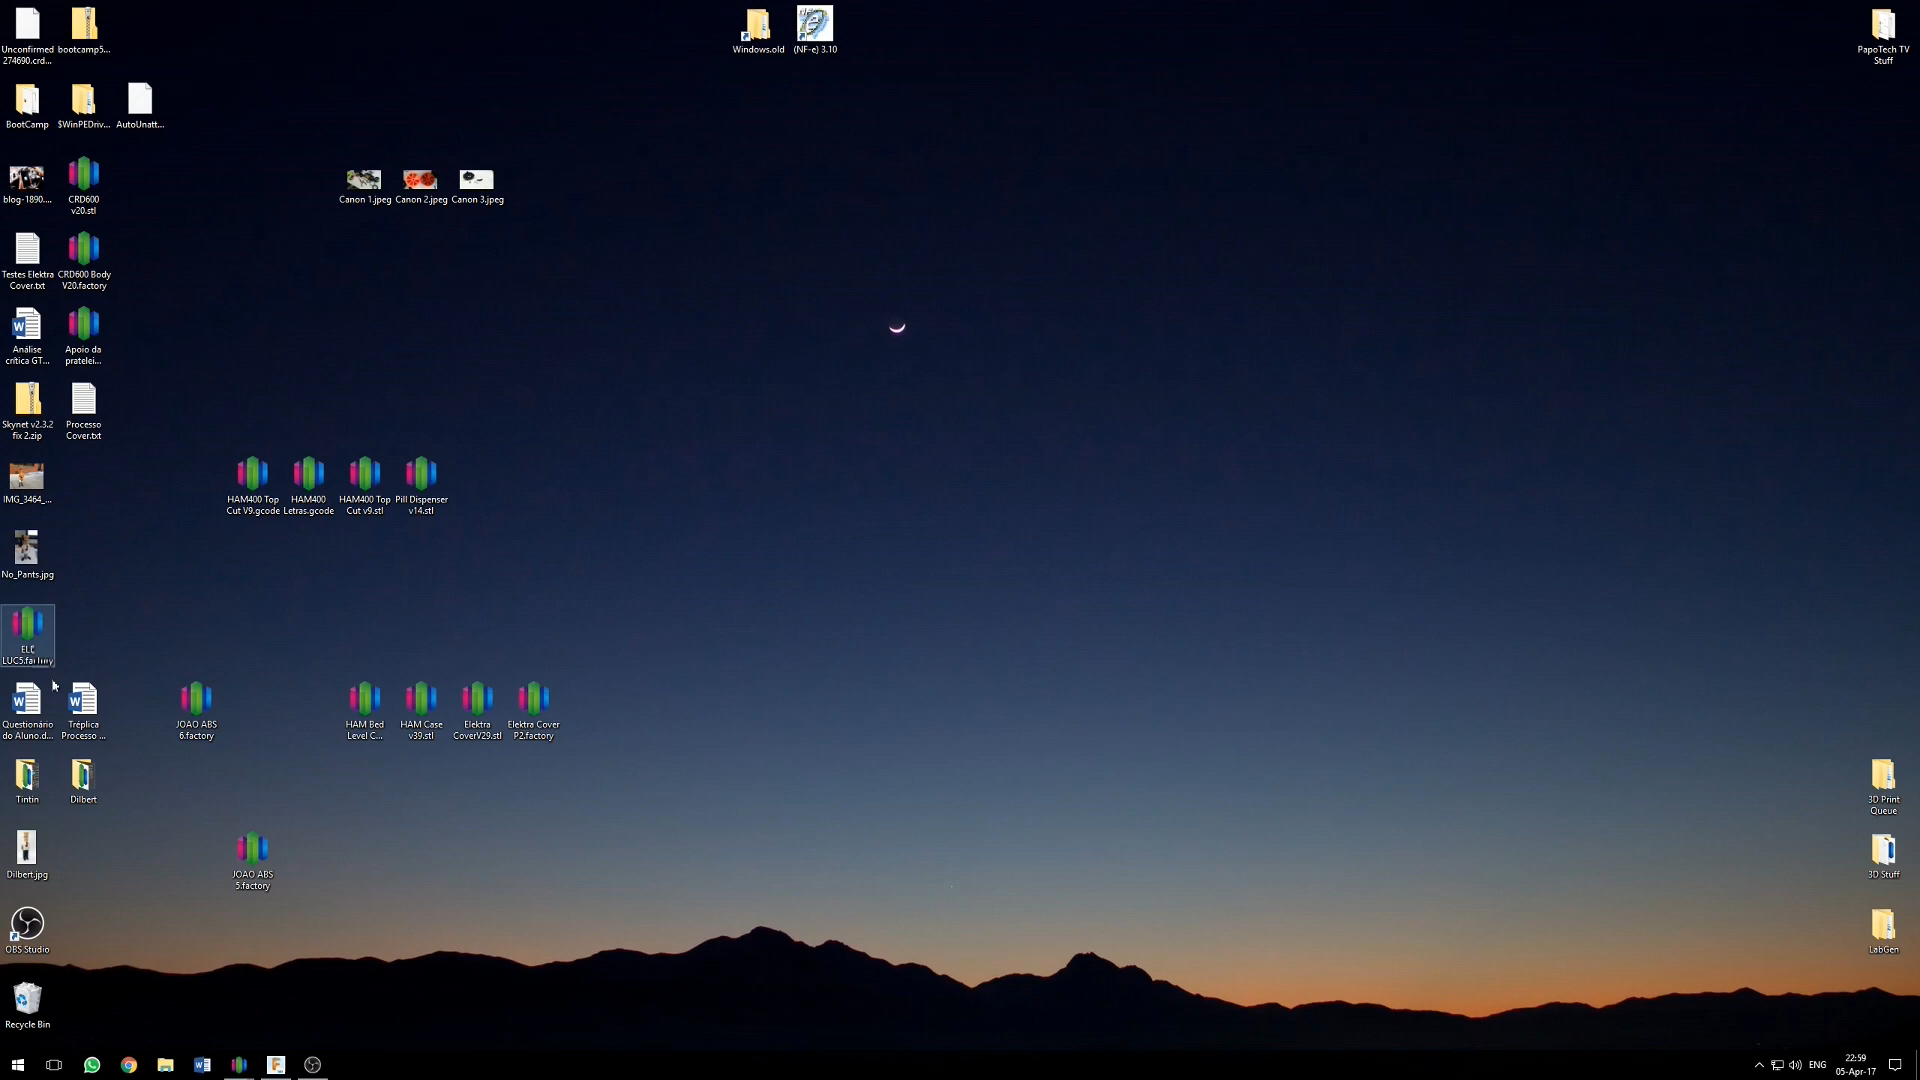 Unconfirmed
274690.crd...
bootcamp5...
Windows.old
(NF-e) 3.10
PapoTech TV
Stuff
BootCamp
$WinPEDriv...
AutoUnatt...
blog-1890....
CRD600
v20.stl
Canon 1.jpeg
Canon 2.jpeg
Canon 3.jpeg
Testes Elektra
Cover.txt
CRD600 Body
V20.factory
Análise
crítica GT...
Apoio da
pratelei...
Skynet v2.3.2
fix 2.zip
Processo
Cover.txt
IMG_3464_...
HAM400 Top
Cut V9.gcode
HAM400
Letras.gcode
HAM400 Top
Cut v9.stl
Pill Dispenser
v14.stl
No_Pants.jpg
LUC5.factory
Questionário
do Aluno.d...
Tréplica
Processo ...
JOAO ABS
6.factory
HAM Bed
Level C...
HAM Case
v39.stl
Elektra
CoverV29.stl
Elektra Cover
P2.factory
Tintin
Dilbert
3D Print
Queue
Dilbert.jpg
JOAO ABS
5.factory
3D Stuff
OBS Studio
LabGen
Recycle Bin
ENG
22:59
05-Apr-17